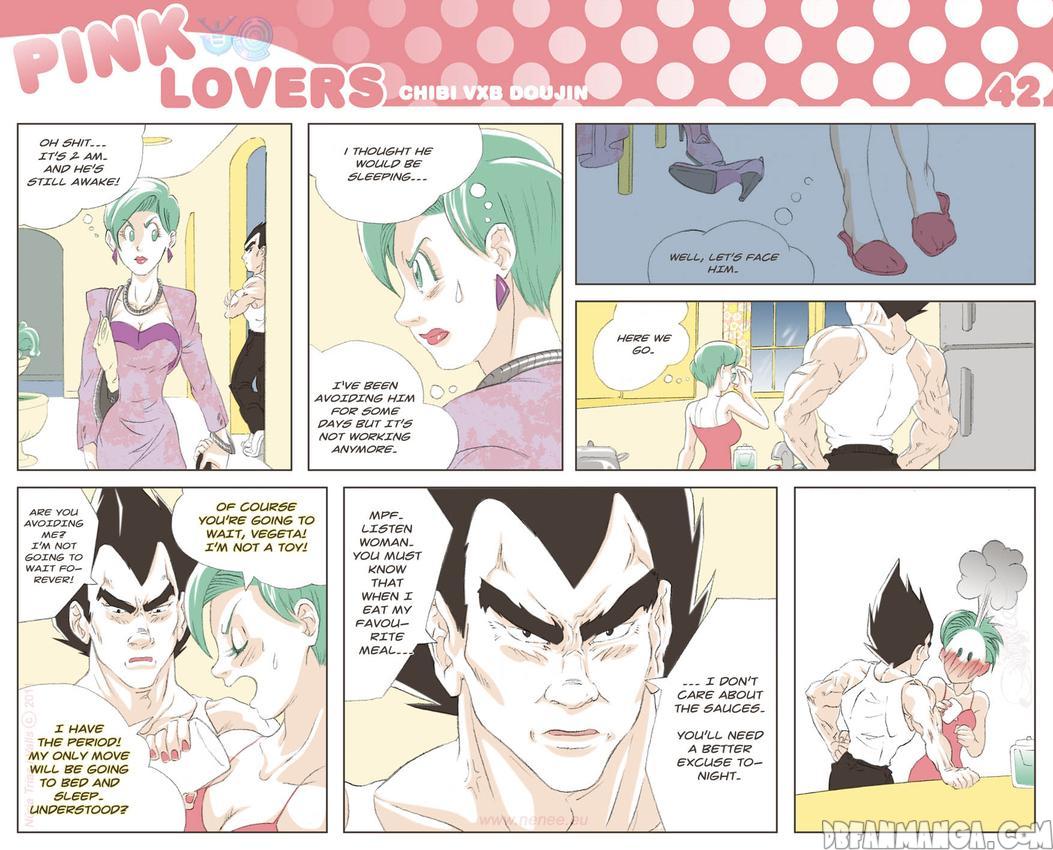 PINK
LOVERS
CHIBI VXB DOUJIN
42
OH SHIT...
IT'S 2 AM.
AND HE'S
STILL AWAKE!
I THOUGHT HE
WOULD BE
SLEEPING...
I'VE BEEN
AVOIDING HIM
FOR SOME
DAYS BUT IT'S
NOT WORKING
ANYMORE.
WELL, LET'S FACE
HIM.
HERE WE
GO.
ARE YOU
AVOIDING
ME?
I'M NOT
GOING TO
WAIT FO-
REVER!
OF COURSE
YOU'RE GOING TO
WAIT, VEGETA!
I'M NOT A TOY!
I HAVE
THE PERIOD!
MY ONLY MOVE
WILL BE GOING
TO BED AND
SLEEP.
UNDERSTOOD?
MPF.
LISTEN
WOMAN.
YOU MUST
KNOW
THAT
WHEN I
EAT MY
FAVOU-
RITE
MEAL...
... I DON'T
CARE ABOUT
THE SAUCES.
YOU'LL NEED
A BETTER
EXCUSE TO-
NIGHT.
www.nenee.eu
DBFANMANGA.COM